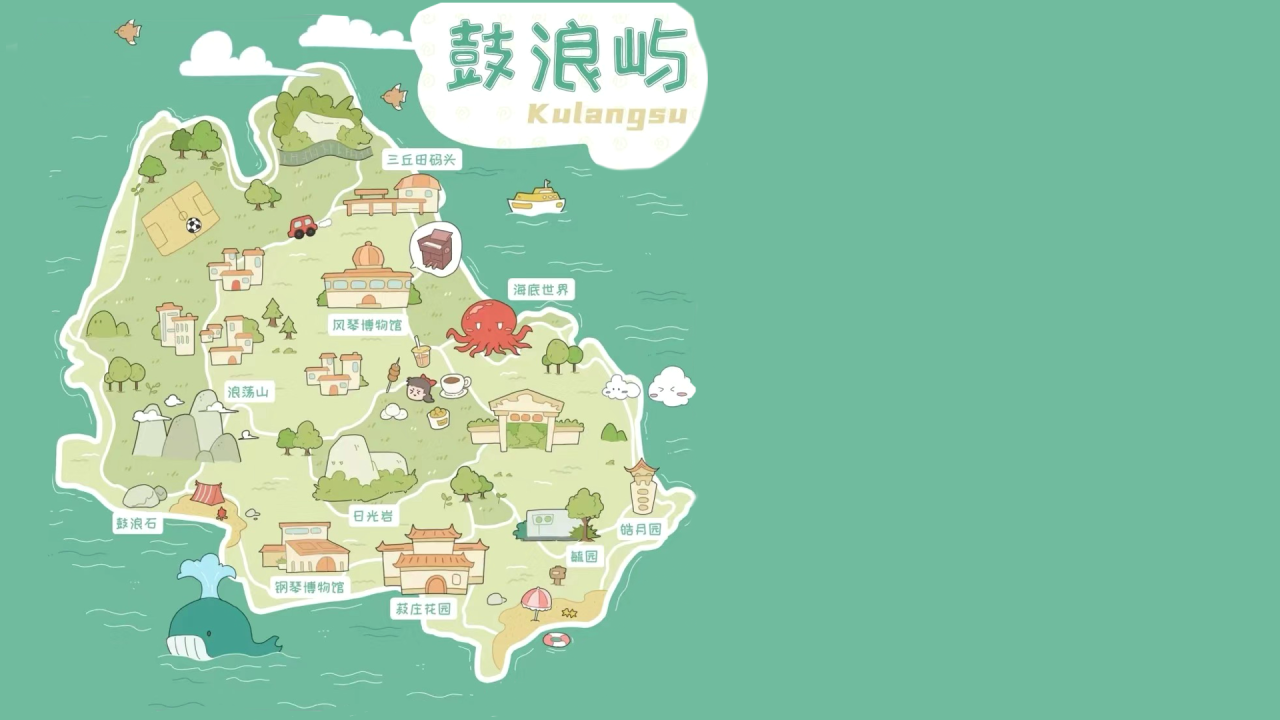 鼓浪屿
Kulangsu
三丘田码头
海底世界
风琴博物馆
浪荡山
日光岩
鼓浪石
皓月园
毓园
钢琴博物馆
菽庄花园